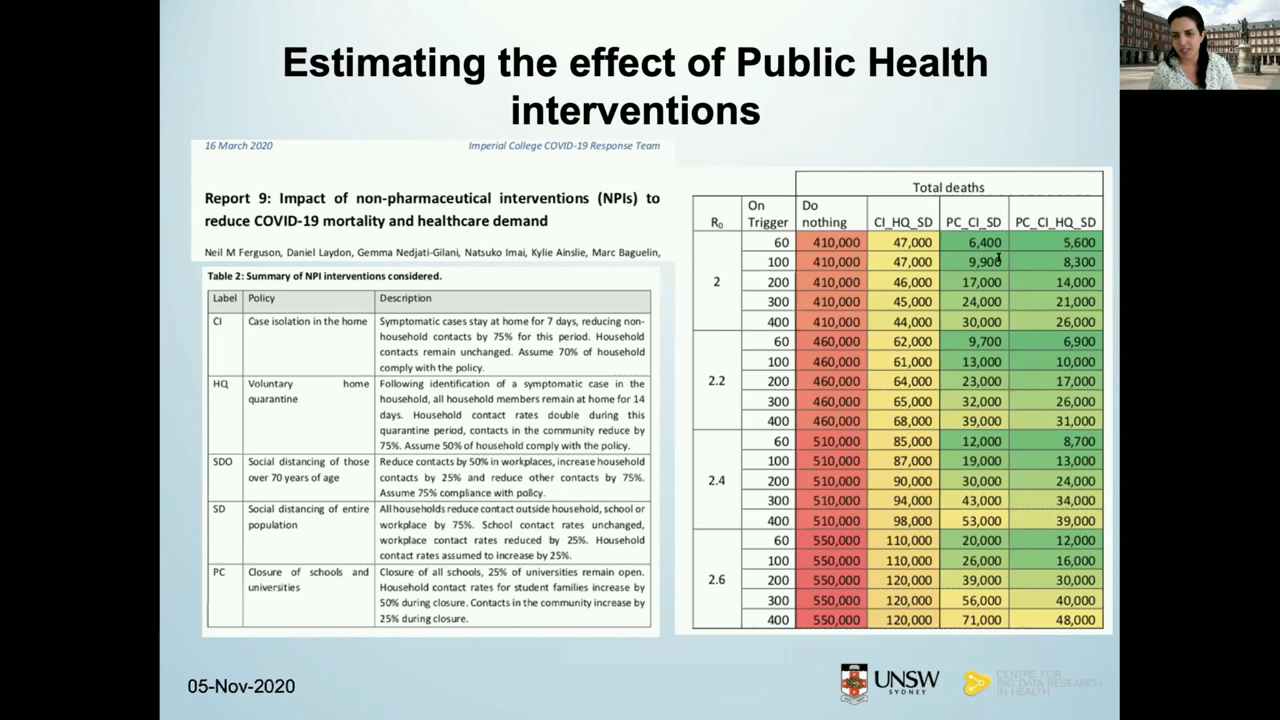 Estimating the effect of Public Health
interventions
16 March 2020 Imperial College COVID-19 Response Team
Report 9: Impact of non-pharmaceutical interventions (NPIs) to
reduce COVID-19 mortality and healthcare demand
Neil M Ferguson, Daniel Laydon, Gemma Nedjati-Gilani, Natsuko Imai, Kylie Ainslie, Marc Baguelin,
Table 2: Summary of NPI interventions considered.
Label Policy Description
CI Case isolation in the home Symptomatic cases stay at home for 7 days, reducing non-
household contacts by 75% for this period. Household
contacts remain unchanged. Assume 70% of household
comply with the policy.
HQ Voluntary home Following identification of a symptomatic case in the
quarantine household, all household members remain at home for 14
days. Household contact rates double during this
quarantine period, contacts in the community reduce by
75%. Assume 50% of household comply with the policy.
SDO Social distancing of those Reduce contacts by 50% in workplaces, increase household
over 70 years of age contacts by 25% and reduce other contacts by 75%.
Assume 75% compliance with policy.
SD Social distancing of entire All households reduce contact outside household, school or
population workplace by 75%. School contact rates unchanged,
workplace contact rates reduced by 25%. Household
contact rates assumed to increase by 25%.
PC Closure of schools and Closure of all schools, 25% of universities remain open.
universities Household contact rates for student families increase by
50% during closure. Contacts in the community increase by
25% during closure.
Total deaths
On Do
R0 Trigger nothing CI_HQ_SD PC_CI_SD PC_CI_HQ_SD
60 410,000 47,000 6,400 5,600
100 410,000 47,000 9,900 8,300
2 200 410,000 46,000 17,000 14,000
300 410,000 45,000 24,000 21,000
400 410,000 44,000 30,000 26,000
60 460,000 62,000 9,700 6,900
100 460,000 61,000 13,000 10,000
2.2 200 460,000 64,000 23,000 17,000
300 460,000 65,000 32,000 26,000
400 460,000 68,000 39,000 31,000
60 510,000 85,000 12,000 8,700
100 510,000 87,000 19,000 13,000
2.4 200 510,000 90,000 30,000 24,000
300 510,000 94,000 43,000 34,000
400 510,000 98,000 53,000 39,000
60 550,000 110,000 20,000 12,000
100 550,000 110,000 26,000 16,000
2.6 200 550,000 120,000 39,000 30,000
300 550,000 120,000 56,000 40,000
400 550,000 120,000 71,000 48,000
05-Nov-2020
UNSW
SYDNEY
CENTRE FOR
BIG DATA RESEARCH
IN HEALTH